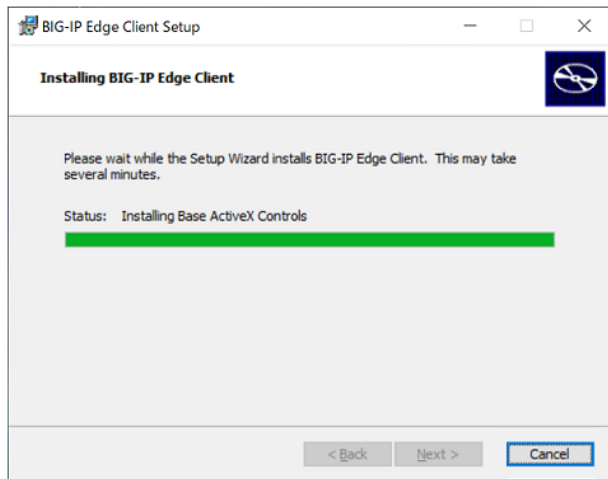 BIG-IP Edge Client Setup
Installing BIG-IP Edge Client
Please wait while the Setup Wizard installs BIG-IP Edge Client. This may take
several minutes.
Status: Installing Base ActiveX Controls
< Back Next > Cancel